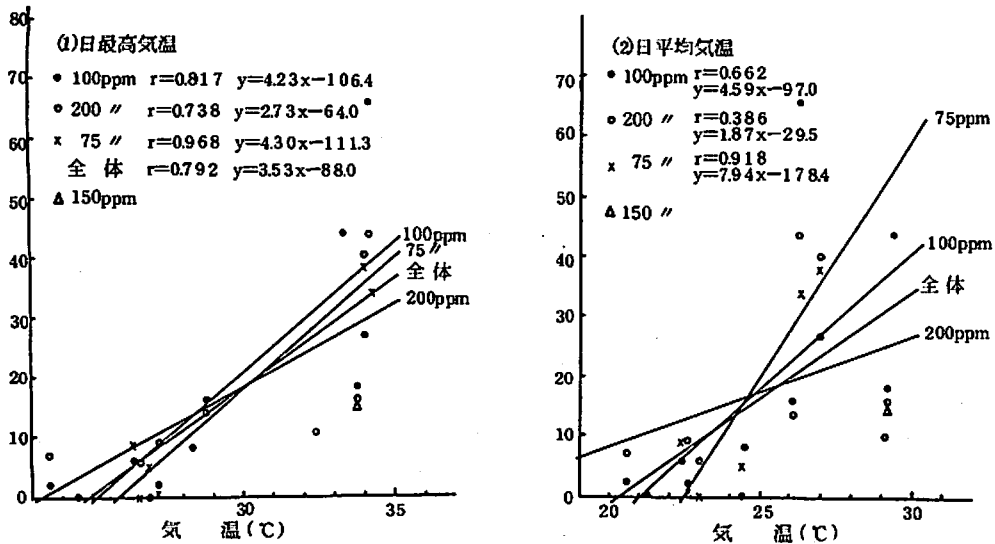 (1)日最高気温
• 100ppm r=0.817 y=4.23x−106.4
○ 200 〃 r=0.738 y=2.73x−64.0
× 75 〃 r=0.968 y=4.30x−111.3
全体 r=0.792 y=3.53x−88.0
△ 150ppm
80
70
60
50
40
30
20
10
0
100ppm
75〃
全体
200ppm
30
35
気 温(℃)
(2)日平均気温
• 100ppm r=0.662
y=4.59x−97.0
○ 200 〃 r=0.386
y=1.87x−29.5
× 75 〃 r=0.918
y=7.94x−178.4
△ 150 〃
70
60
50
40
30
20
10
0
75ppm
100ppm
全体
200ppm
20
25
30
気 温(℃)